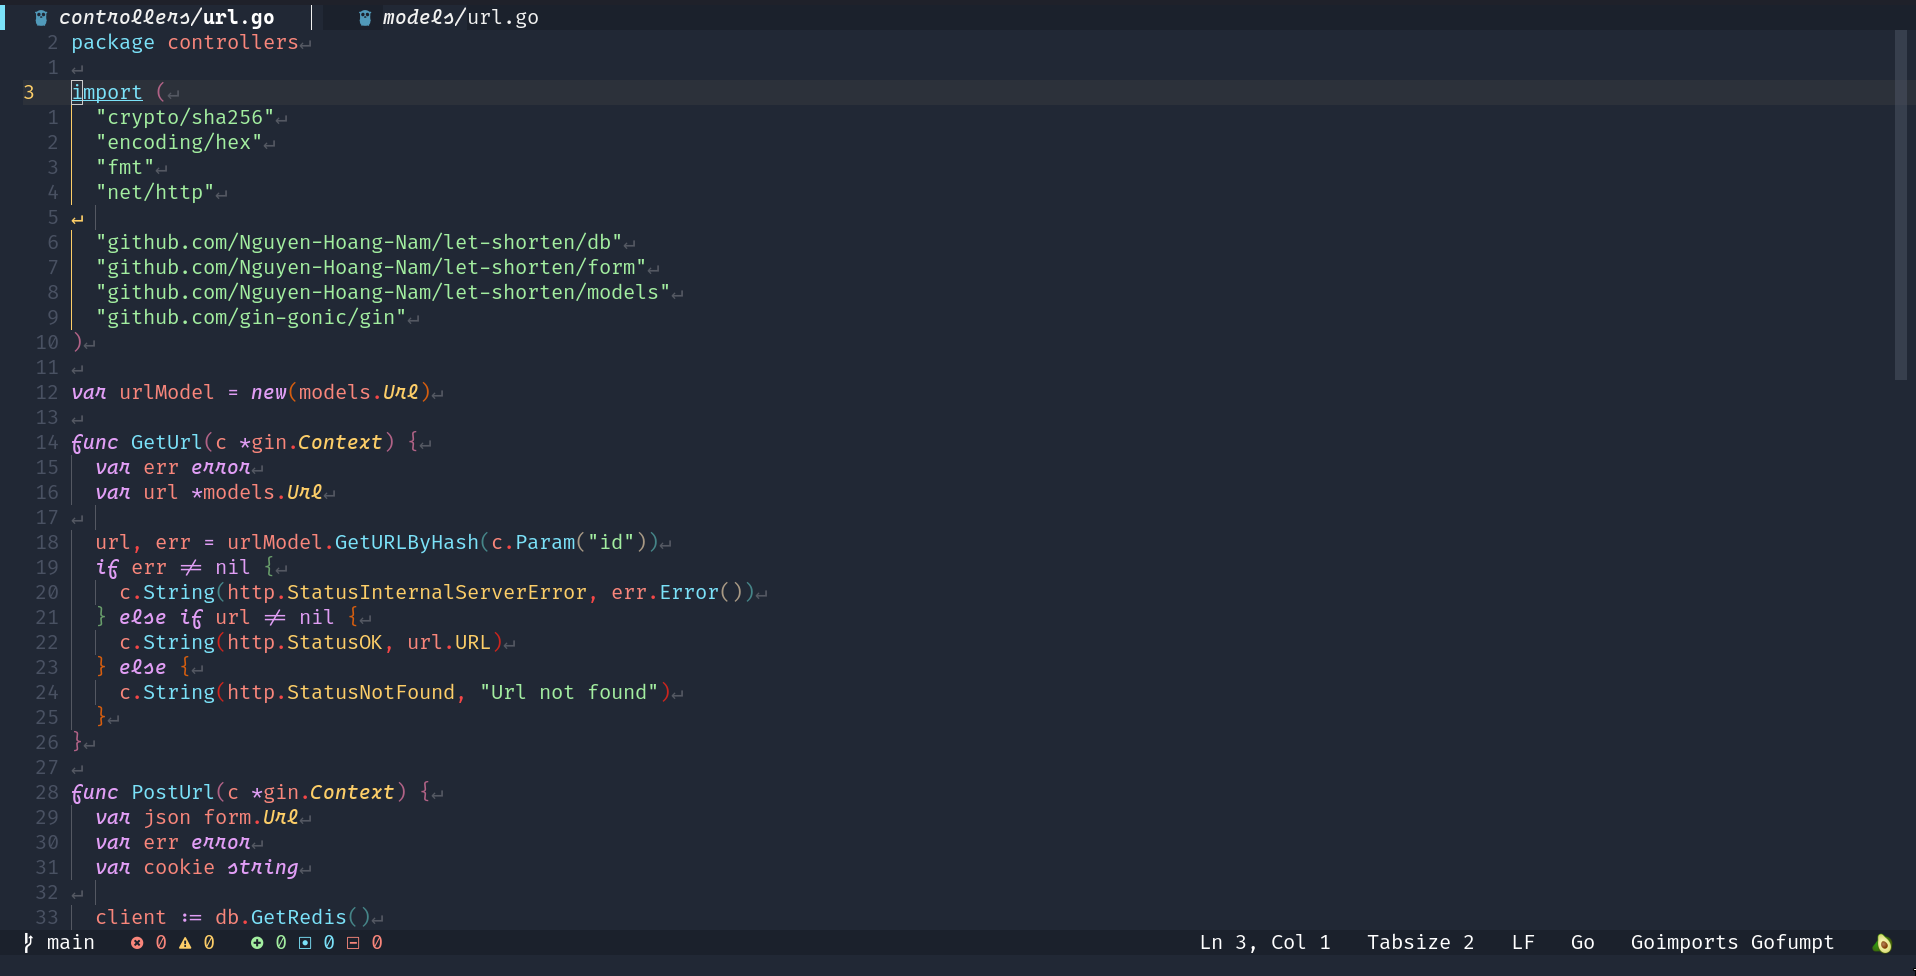 controllers/url.go models/url.go
2 package controllers↵
1 ↵
3 import (↵
1 "crypto/sha256"↵
2 "encoding/hex"↵
3 "fmt"↵
4 "net/http"↵
5 ↵
6 "github.com/Nguyen-Hoang-Nam/let-shorten/db"↵
7 "github.com/Nguyen-Hoang-Nam/let-shorten/form"↵
8 "github.com/Nguyen-Hoang-Nam/let-shorten/models"↵
9 "github.com/gin-gonic/gin"↵
10 )↵
11 ↵
12 var urlModel = new(models.Url)↵
13 ↵
14 func GetUrl(c *gin.Context) {↵
15 var err error↵
16 var url *models.Url↵
17 ↵
18 url, err = urlModel.GetURLByHash(c.Param("id"))↵
19 if err != nil {↵
20 c.String(http.StatusInternalServerError, err.Error())↵
21 } else if url != nil {↵
22 c.String(http.StatusOK, url.URL)↵
23 } else {↵
24 c.String(http.StatusNotFound, "Url not found")↵
25 }↵
26 }↵
27 ↵
28 func PostUrl(c *gin.Context) {↵
29 var json form.Url↵
30 var err error↵
31 var cookie string↵
32 ↵
33 client := db.GetRedis()↵
main 0 0 0 0 0 Ln 3, Col 1 Tabsize 2 LF Go Goimports Gofumpt